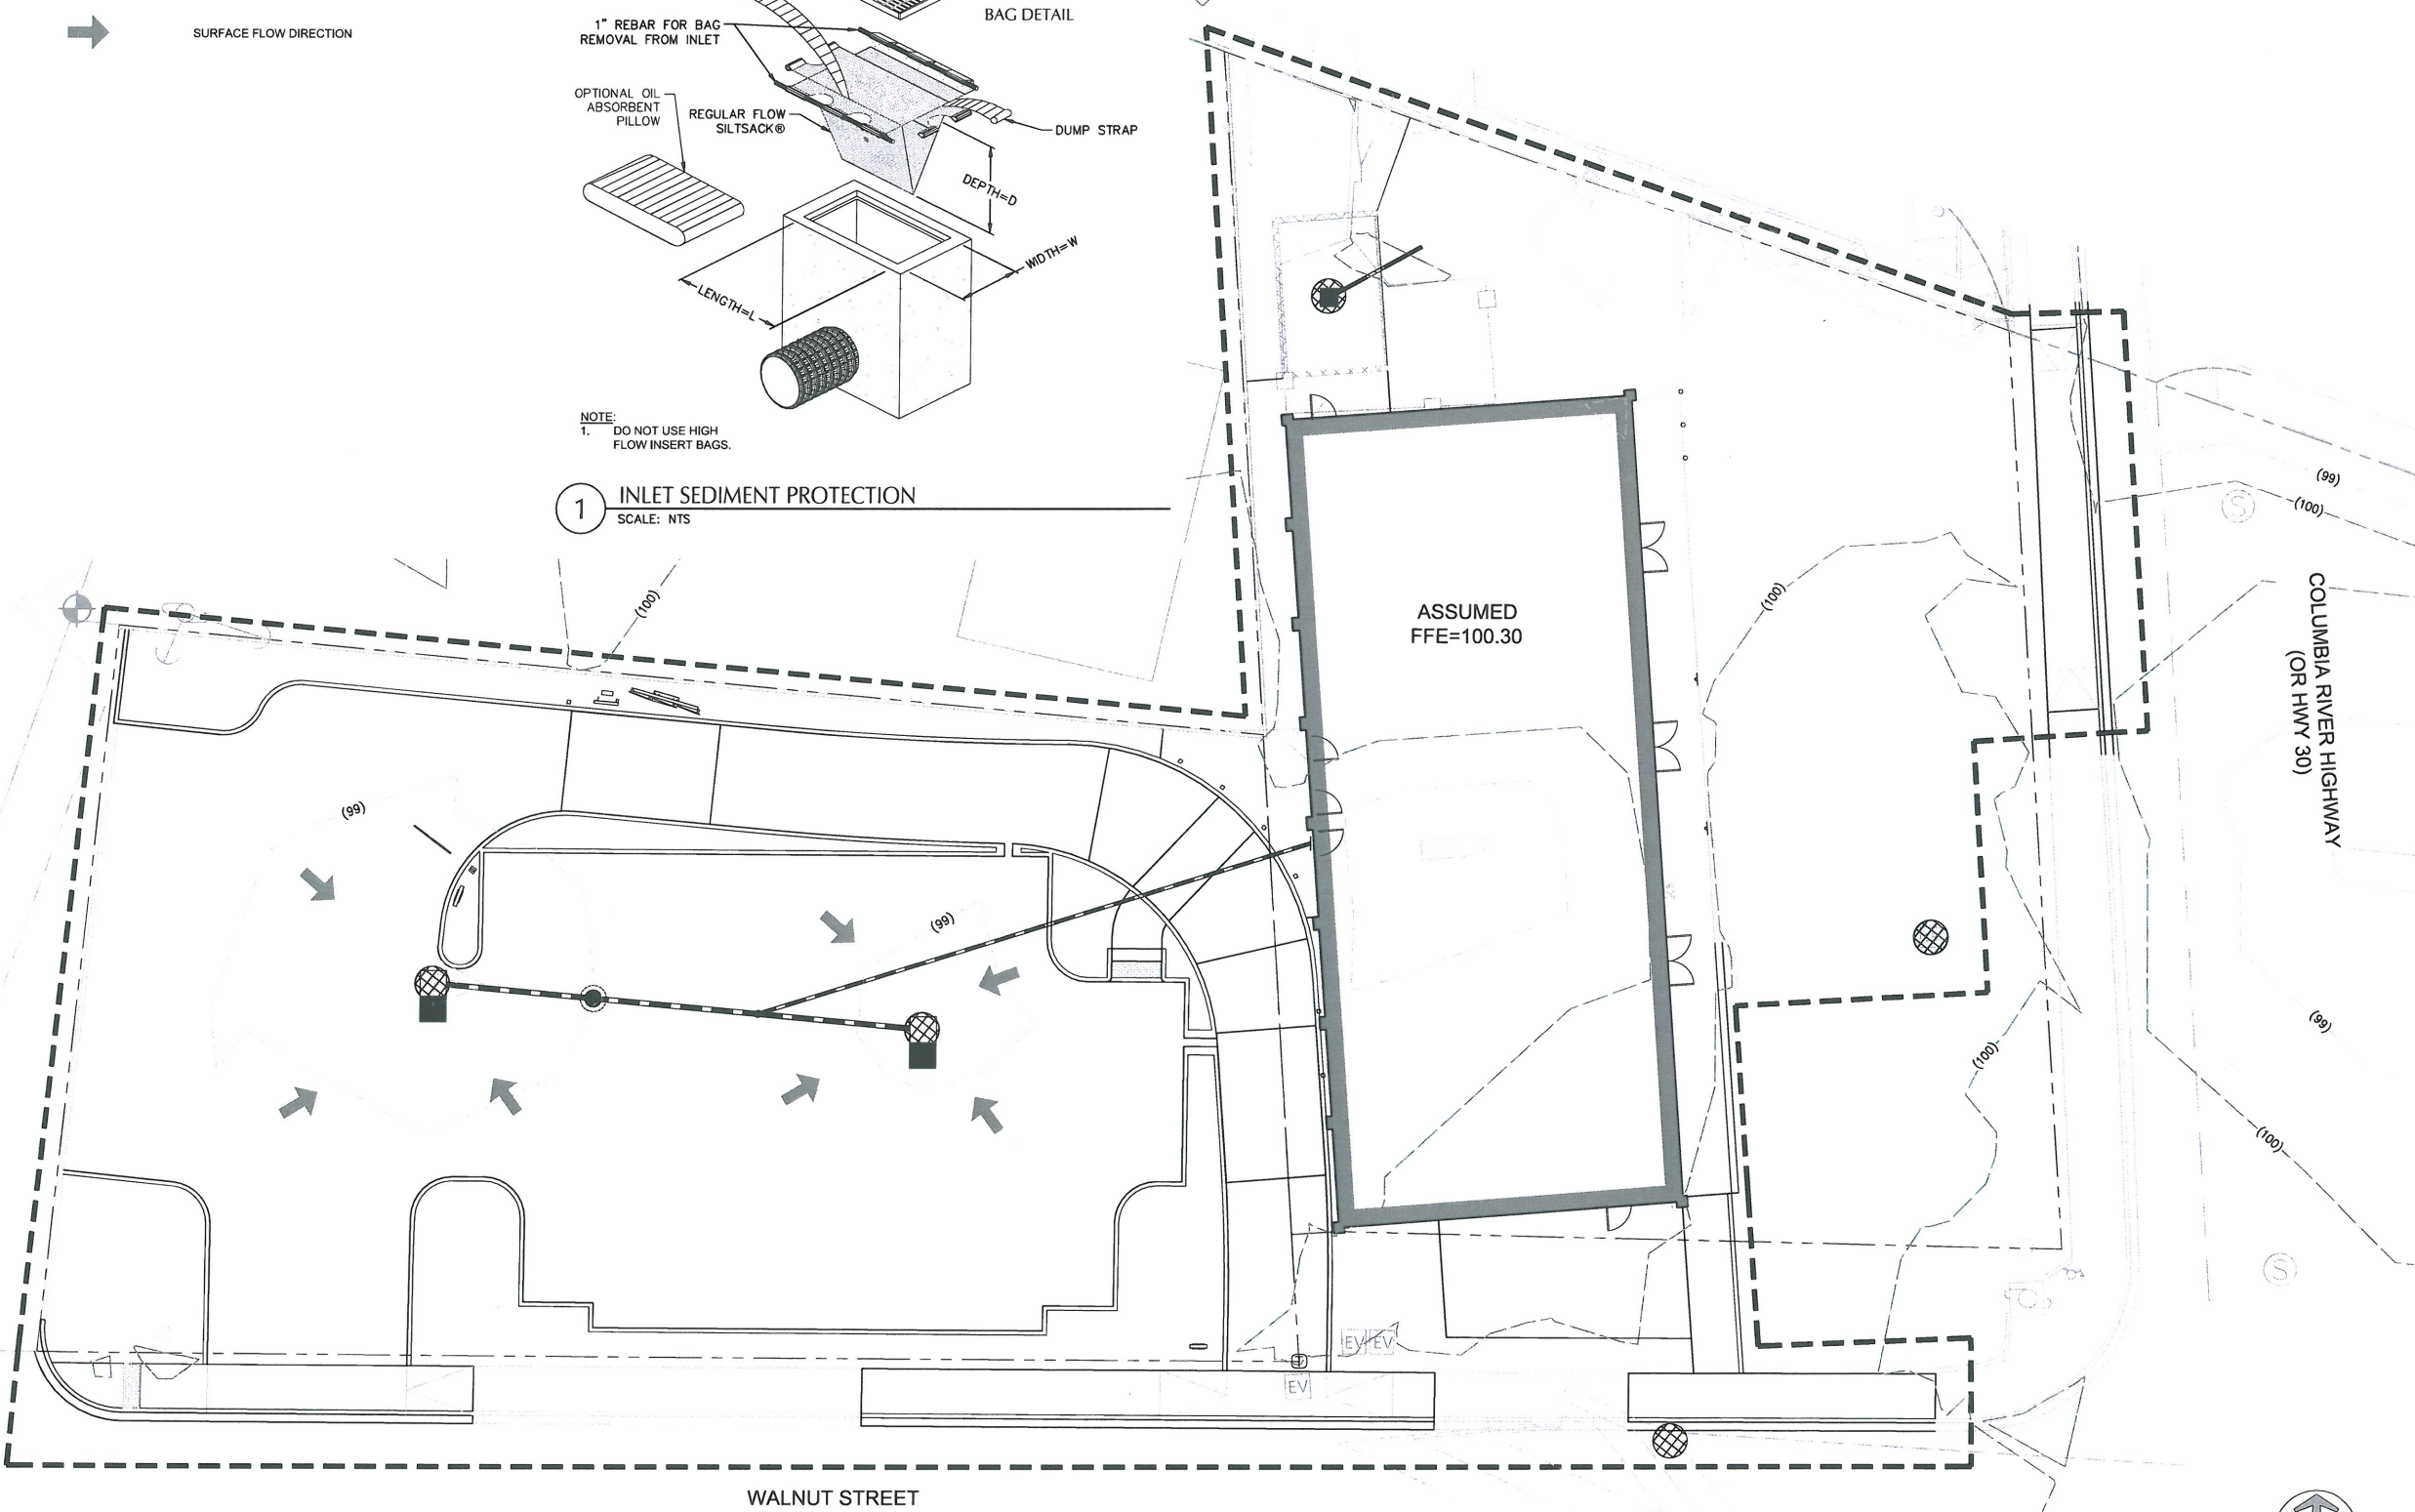 SURFACE FLOW DIRECTION
BAG DETAIL
1" REBAR FOR BAG
REMOVAL FROM INLET
OPTIONAL OIL
ABSORBENT
PILLOW
REGULAR FLOW
SILTSACK®
DUMP STRAP
DEPTH=D
WIDTH=W
LENGTH=L
NOTE:
1. DO NOT USE HIGH
FLOW INSERT BAGS.
1
INLET SEDIMENT PROTECTION
SCALE: NTS
(100)
ASSUMED
FFE=100.30
(100)
(99)
(100)
S
COLUMBIA RIVER HIGHWAY
(OR HWY 30)
(99)
(99)
(100)
(99)
(100)
S
EV
EV
EV
WALNUT STREET